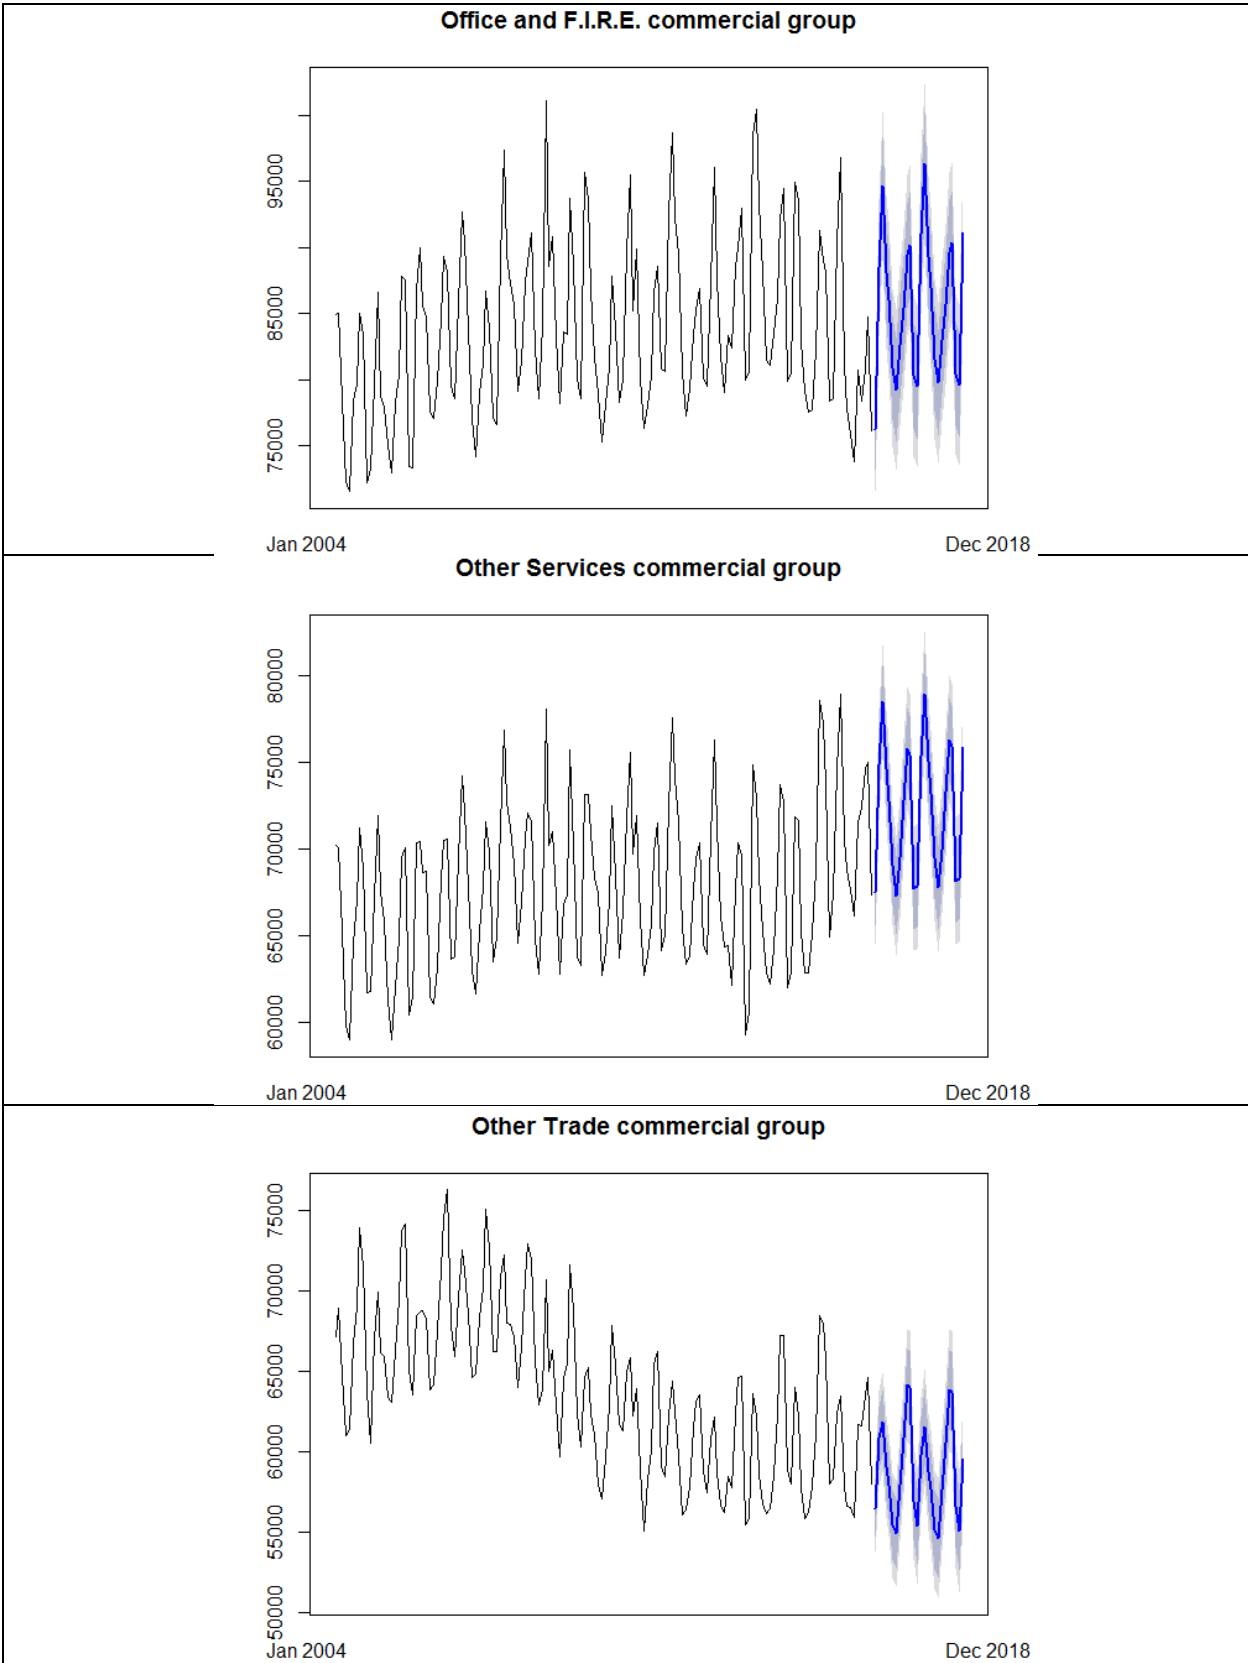 Office and F.I.R.E. commercial group
95000
85000
75000
Jan 2004 Dec 2018
Other Services commercial group
80000
75000
70000
65000
60000
Jan 2004 Dec 2018
Other Trade commercial group
75000
70000
65000
60000
55000
50000
Jan 2004 Dec 2018